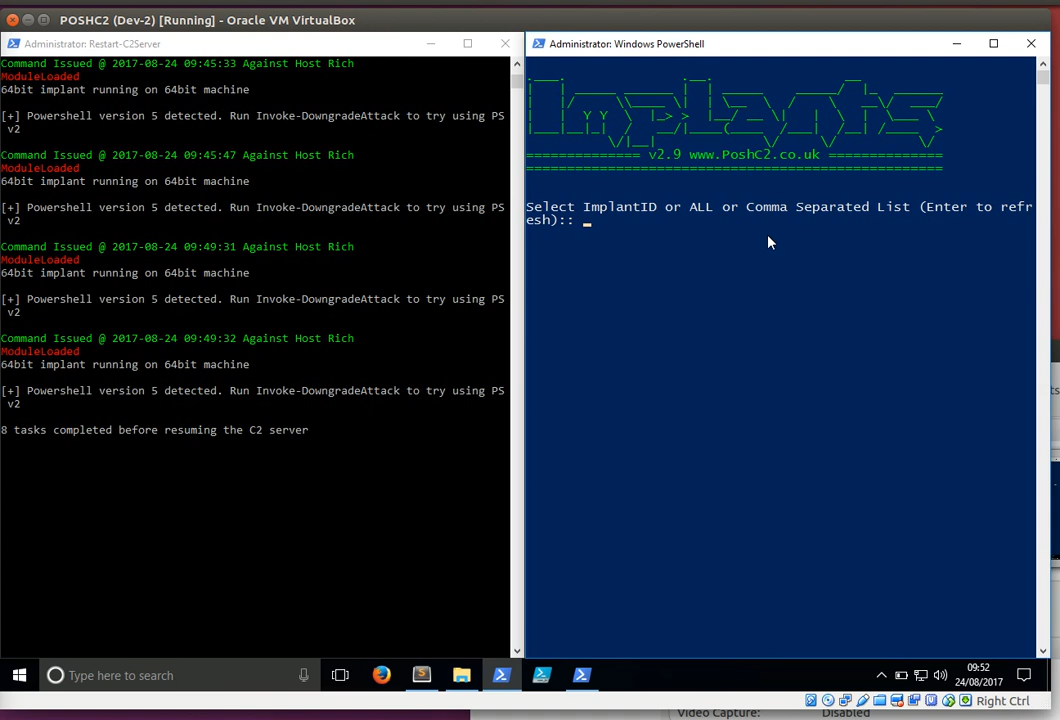 POSHC2 (Dev-2) [Running] - Oracle VM VirtualBox
Administrator: Restart-C2Server
Command Issued @ 2017-08-24 09:45:33 Against Host Rich
ModuleLoaded
64bit implant running on 64bit machine
[+] Powershell version 5 detected. Run Invoke-DowngradeAttack to try using PS
v2
Command Issued @ 2017-08-24 09:45:47 Against Host Rich
ModuleLoaded
64bit implant running on 64bit machine
[+] Powershell version 5 detected. Run Invoke-DowngradeAttack to try using PS
v2
Command Issued @ 2017-08-24 09:49:31 Against Host Rich
ModuleLoaded
64bit implant running on 64bit machine
[+] Powershell version 5 detected. Run Invoke-DowngradeAttack to try using PS
v2
Command Issued @ 2017-08-24 09:49:32 Against Host Rich
ModuleLoaded
64bit implant running on 64bit machine
[+] Powershell version 5 detected. Run Invoke-DowngradeAttack to try using PS
v2
8 tasks completed before resuming the C2 server
Administrator: Windows PowerShell
Implants
============== v2.9 www.PoshC2.co.uk ==============
Select ImplantID or ALL or Comma Separated List (Enter to refr
esh)::
Type here to search
09:52
24/08/2017
Right Ctrl
Video Capture: Disabled